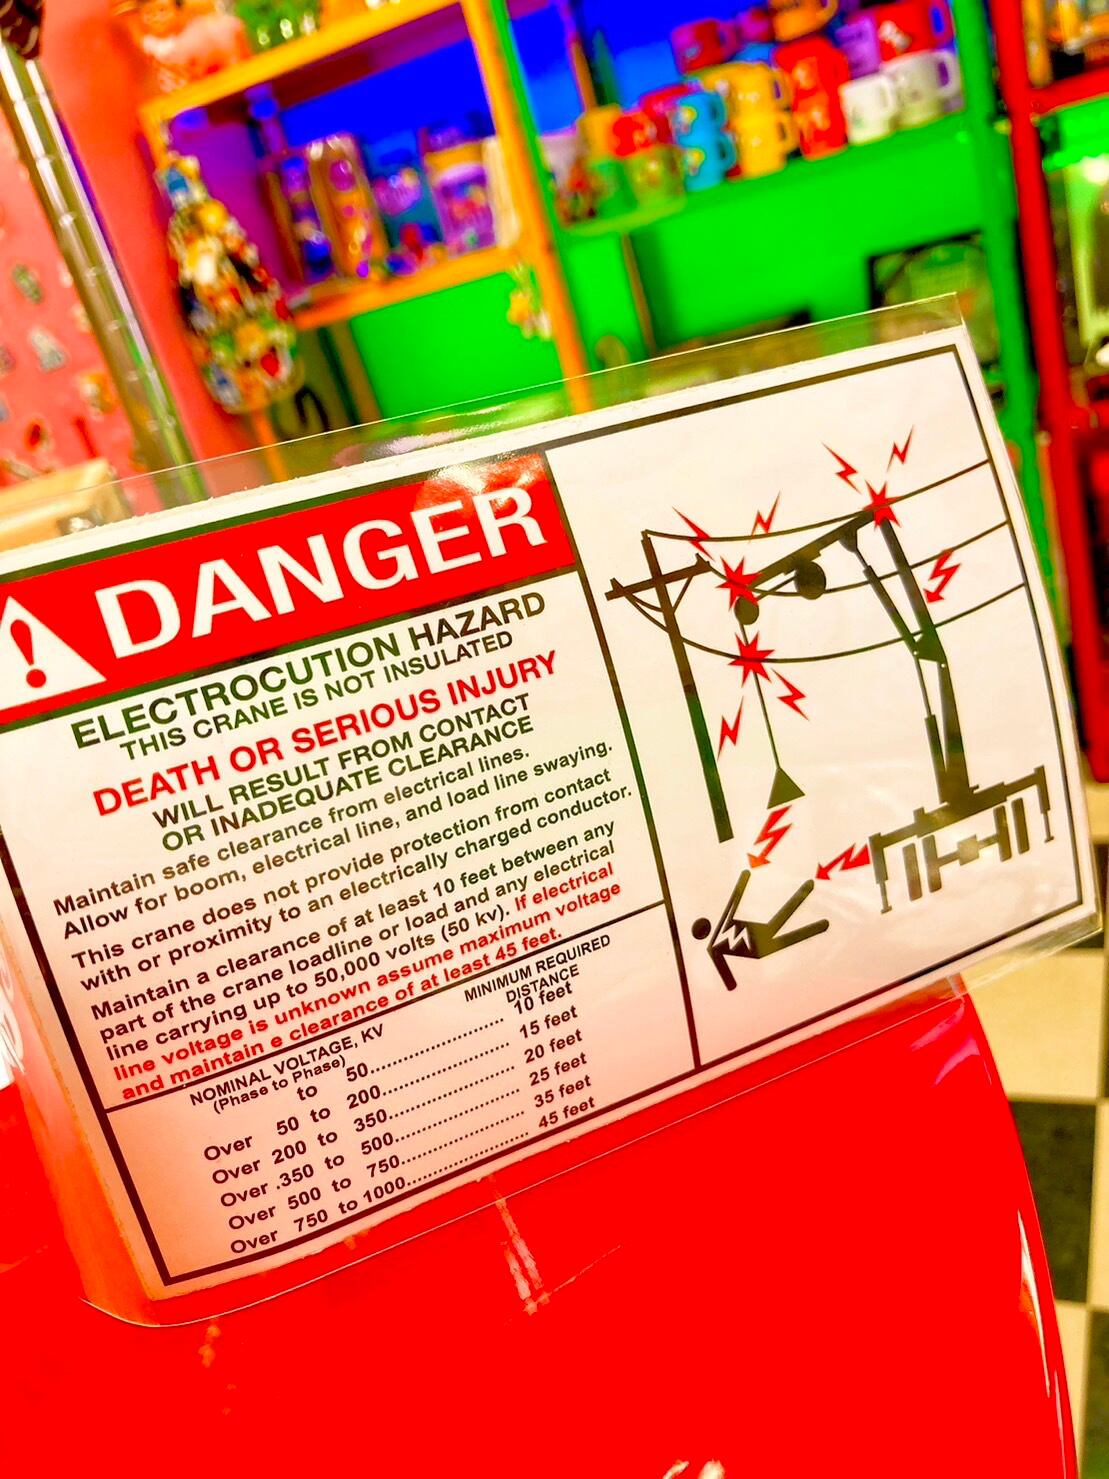 DANGER
ELECTROCUTION HAZARD
THIS CRANE IS NOT INSULATED
DEATH OR SERIOUS INJURY
WILL RESULT FROM CONTACT
OR INADEQUATE CLEARANCE
Maintain safe clearance from electrical lines.
Allow for boom, electrical line, and load line swaying.
This crane does not provide protection from contact
with or proximity to an electrically charged conductor.
Maintain a clearance of at least 10 feet between any
part of the crane loadline or load and any electrical
line carrying up to 50,000 volts (50 kv). If electrical
line voltage is unknown assume maximum voltage
and maintain e clearance of at least 45 feet.
NOMINAL VOLTAGE, KV
(Phase to Phase)
MINIMUM REQUIRED
DISTANCE
to 50.......................... 10 feet
Over 50 to 200........................ 15 feet
Over 200 to 350....................... 20 feet
Over .350 to 500...................... 25 feet
Over 500 to 750....................... 35 feet
Over 750 to 1000...................... 45 feet